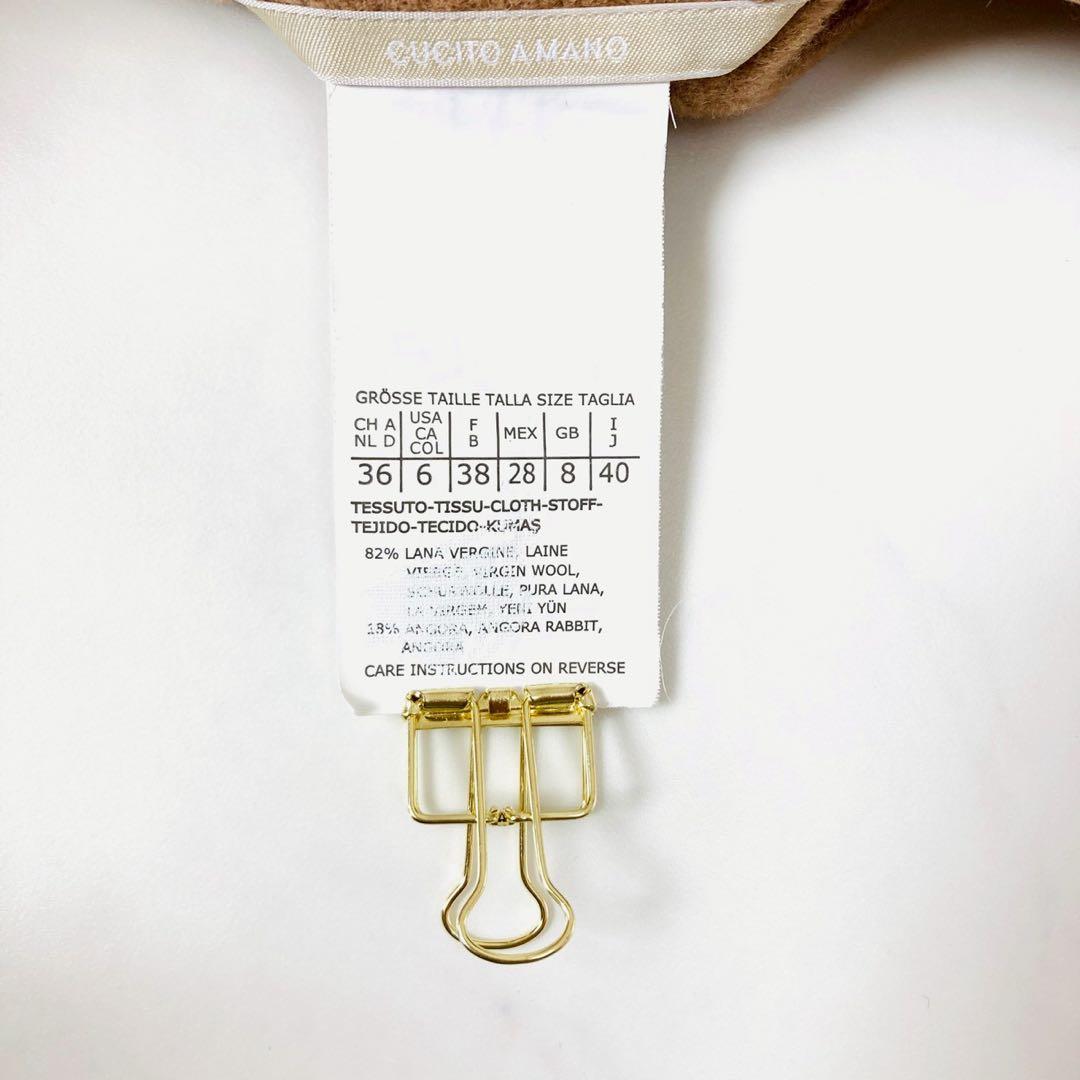 CUCITO AMANO
GRÖSSE TAILLE TALLA SIZE TAGLIA
CH A USA F MEX GB I
NL D CA B J
COL
36 6 38 28 8 40
TESSUTO-TISSU-CLOTH-STOFF-
TEJIDO-TECIDO-KUMAŞ
82% LANA VERGINE, LAINE
VIRGIN WOOL,
PURA LANA,
LA VIRGEM, YENI YÜN
18% ANGORA, ANGORA RABBIT,
ANGORA
CARE INSTRUCTIONS ON REVERSE